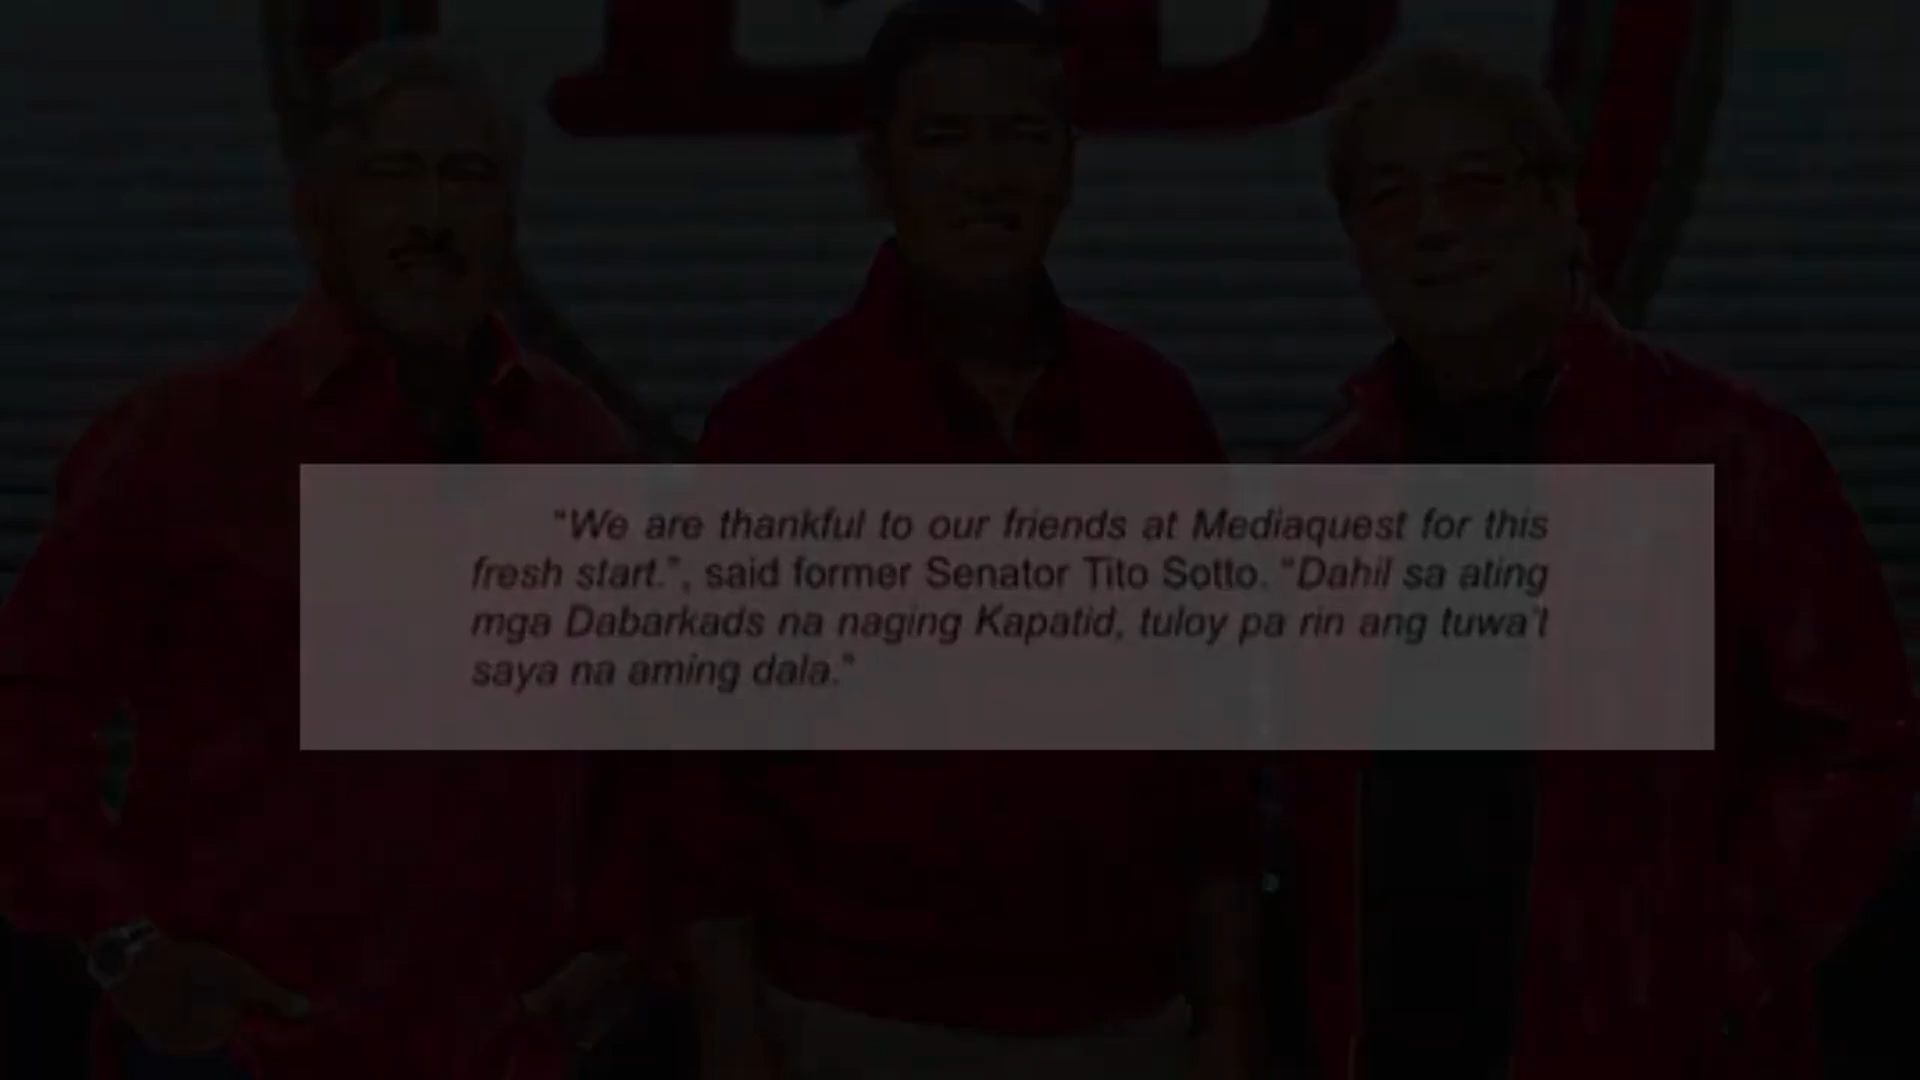 “We are thankful to our friends at Mediaquest for this
fresh start.”, said former Senator Tito Sotto. “Dahil sa ating
mga Dabarkads na naging Kapatid, tuloy pa rin ang tuwa’t
saya na aming dala.”